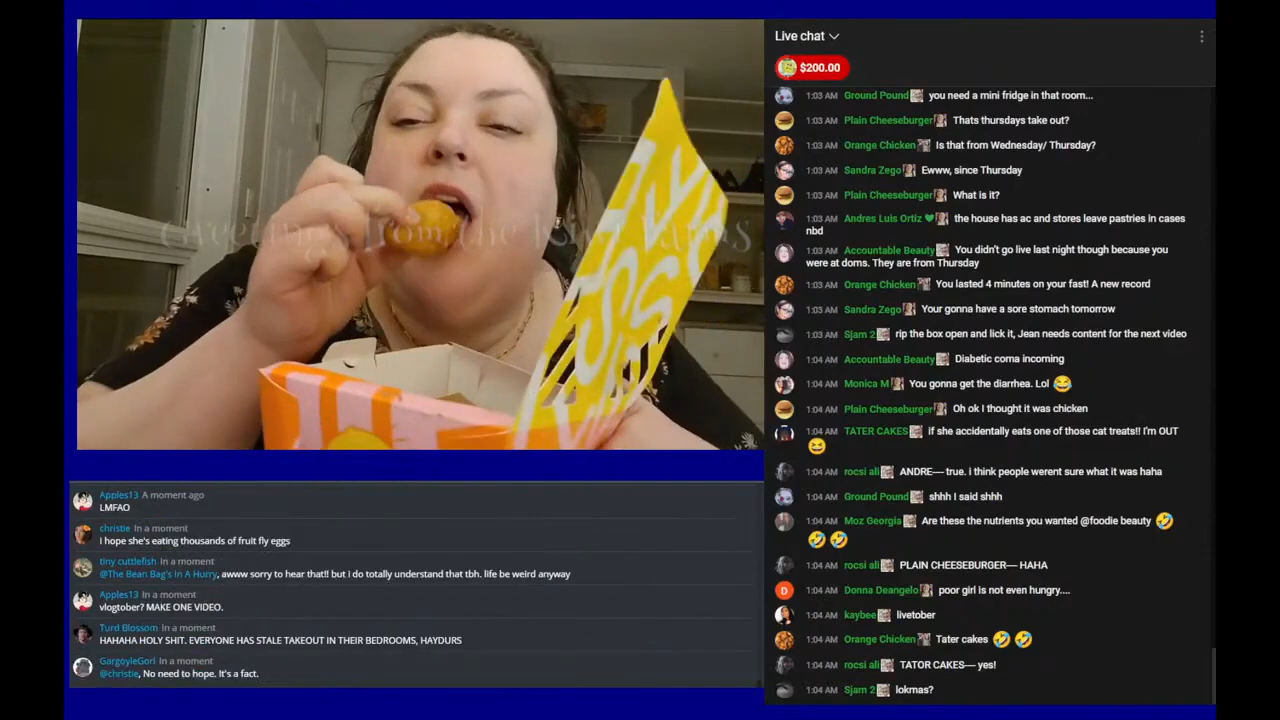 Greetings from the Kiwi Farms
Live chat
$200.00
1:03 AM Ground Pound you need a mini fridge in that room...
1:03 AM Plain Cheeseburger Thats thursdays take out?
1:03 AM Orange Chicken Is that from Wednesday/ Thursday?
1:03 AM Sandra Zego Ewww, since Thursday
1:03 AM Plain Cheeseburger What is it?
1:03 AM Andres Luis Ortiz 💚 the house has ac and stores leave pastries in cases
nbd
1:03 AM Accountable Beauty You didn't go live last night though because you
were at doms. They are from Thursday
1:03 AM Orange Chicken You lasted 4 minutes on your fast! A new record
1:03 AM Sandra Zego Your gonna have a sore stomach tomorrow
1:03 AM Sjam 2 rip the box open and lick it, Jean needs content for the next video
1:04 AM Accountable Beauty Diabetic coma incoming
1:04 AM Monica M You gonna get the diarrhea. Lol 😂
1:04 AM Plain Cheeseburger Oh ok I thought it was chicken
1:04 AM TATER CAKES if she accidentally eats one of those cat treats!! I'm OUT
😆
1:04 AM rocsi ali ANDRE–– true. i think people werent sure what it was haha
1:04 AM Ground Pound shhh I said shhh
1:04 AM Moz Georgia Are these the nutrients you wanted @foodie beauty 🤣
🤣🤣
1:04 AM rocsi ali PLAIN CHEESEBURGER–– HAHA
1:04 AM Donna Deangelo poor girl is not even hungry....
1:04 AM kaybee livetober
1:04 AM Orange Chicken Tater cakes 🤣🤣
1:04 AM rocsi ali TATOR CAKES–– yes!
1:04 AM Sjam 2 lokmas?
Apples13 A moment ago
LMFAO
christie In a moment
i hope she's eating thousands of fruit fly eggs
tiny cuttlefish In a moment
@The Bean Bag's In A Hurry, awww sorry to hear that!! but i do totally understand that tbh. life be weird anyway
Apples13 In a moment
vlogtober? MAKE ONE VIDEO.
Turd Blossom In a moment
HAHAHA HOLY SHIT. EVERYONE HAS STALE TAKEOUT IN THEIR BEDROOMS, HAYDURS
GargoyleGorl In a moment
@christie, No need to hope. It's a fact.